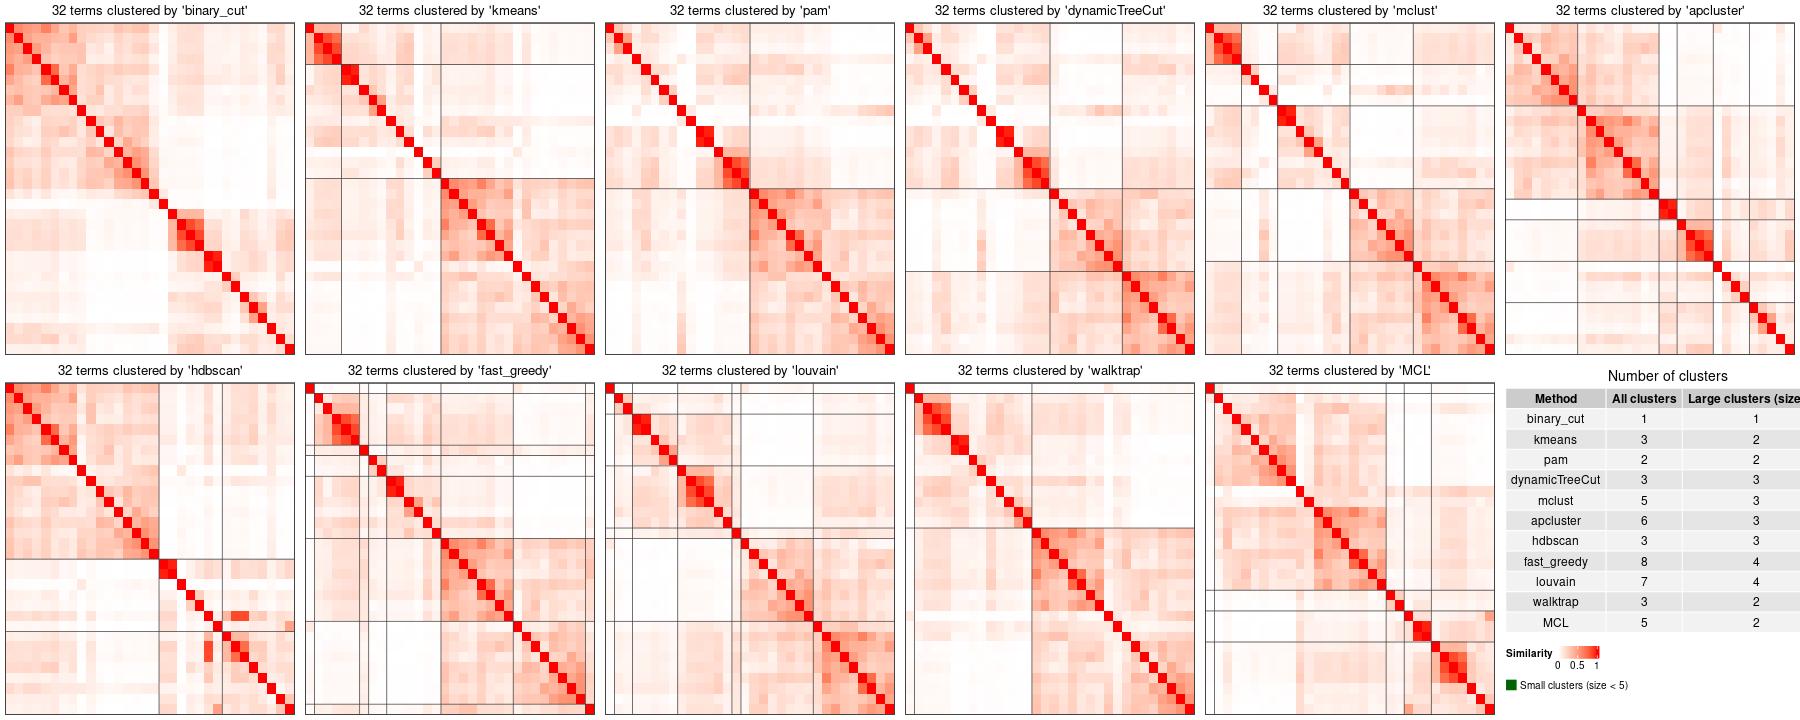 32 terms clustered by 'binary_cut'
32 terms clustered by 'kmeans'
32 terms clustered by 'pam'
32 terms clustered by 'dynamicTreeCut'
32 terms clustered by 'mclust'
32 terms clustered by 'apcluster'
32 terms clustered by 'hdbscan'
32 terms clustered by 'fast_greedy'
32 terms clustered by 'louvain'
32 terms clustered by 'walktrap'
32 terms clustered by 'MCL'
Number of clusters
Method All clusters Large clusters (size
binary_cut 1 1
kmeans 3 2
pam 2 2
dynamicTreeCut 3 3
mclust 5 3
apcluster 6 3
hdbscan 3 3
fast_greedy 8 4
louvain 7 4
walktrap 3 2
MCL 5 2
Similarity
0 0.5 1
Small clusters (size < 5)